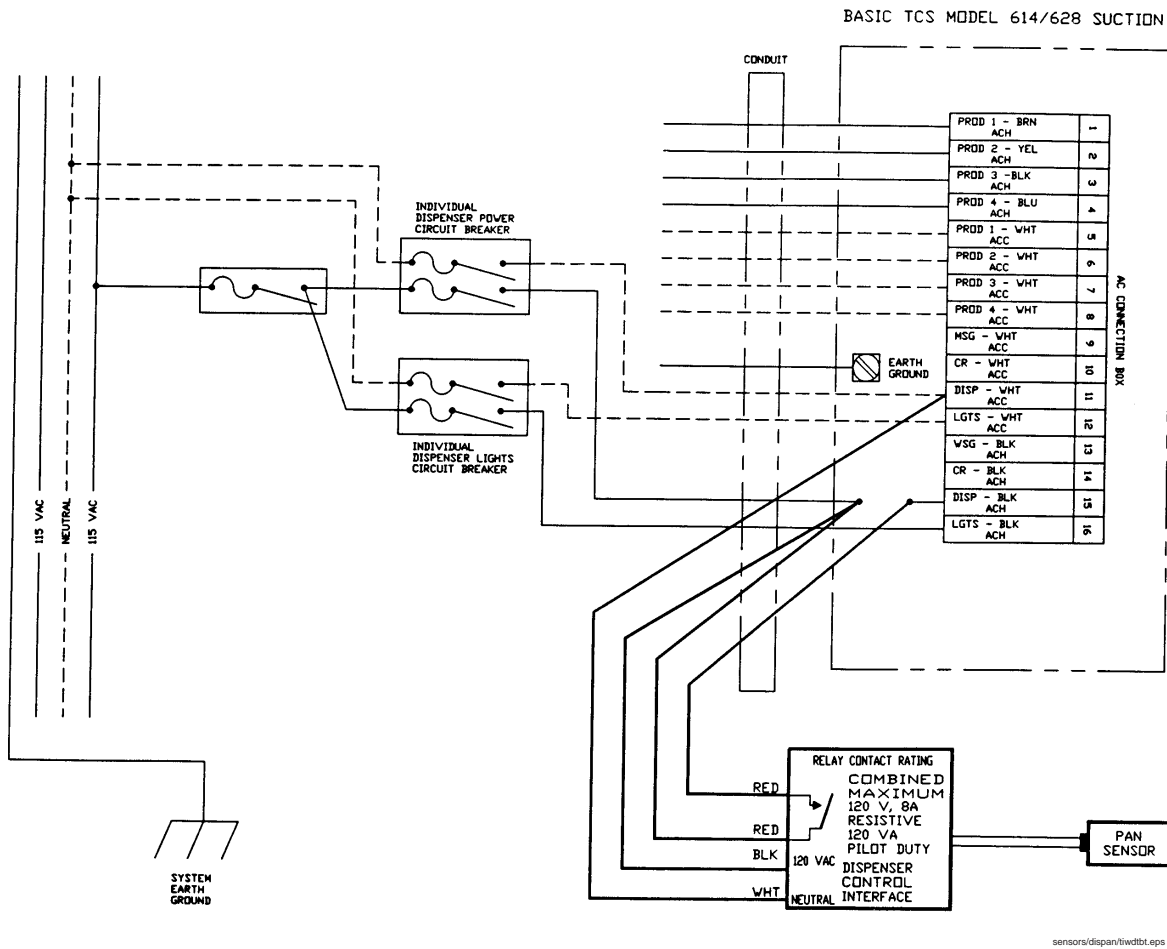 BASIC TCS MODEL 614/628 SUCTION
CONDUIT
PROD 1 - BRN
ACH
1
PROD 2 - YEL
ACH
2
PROD 3 -BLK
ACH
3
PROD 4 - BLU
ACH
4
PROD 1 - WHT
ACC
5
PROD 2 - WHT
ACC
6
PROD 3 - WHT
ACC
7
PROD 4 - WHT
ACC
8
MSG - WHT
ACC
9
CR - WHT
ACC
10
DISP - WHT
ACC
11
LGTS - WHT
ACC
12
WSG - BLK
ACH
13
CR - BLK
ACH
14
DISP - BLK
ACH
15
LGTS - BLK
ACH
16
AC CONNECTION BOX
EARTH
GROUND
INDIVIDUAL
DISPENSER POWER
CIRCUIT BREAKER
INDIVIDUAL
DISPENSER LIGHTS
CIRCUIT BREAKER
115 VAC
NEUTRAL
115 VAC
SYSTEM
EARTH
GROUND
RED
RED
BLK
WHT
RELAY CONTACT RATING
COMBINED
MAXIMUM
120 V, 8A
RESISTIVE
120 VA
PILOT DUTY
120 VAC
DISPENSER
CONTROL
NEUTRAL
INTERFACE
PAN
SENSOR
sensors/dispan/tiwdtbt.eps